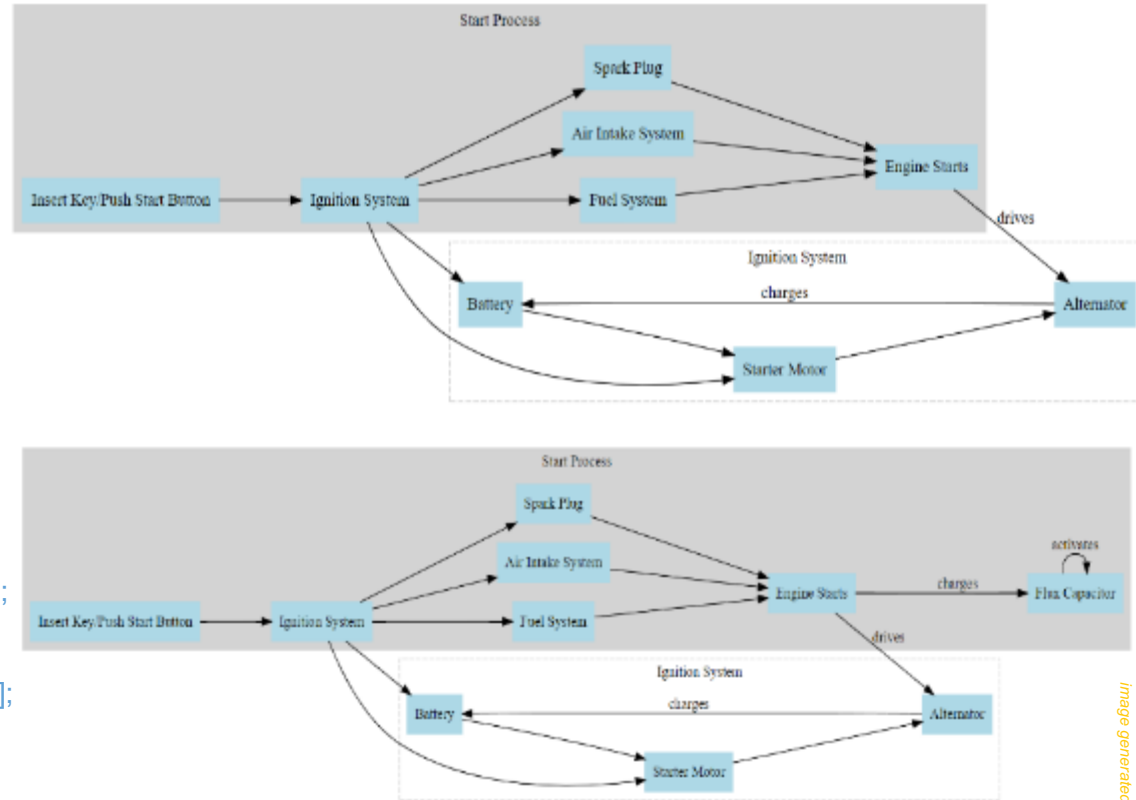 Start Process
Spark Plug
Air Intake System
Engine Starts
Insert Key/Push Start Button
Ignition System
Fuel System
drives
Ignition System
Battery
charges
Alternator
Starter Motor
Start Process
Spark Plug
activates
Air Intake System
;
Engine Starts
charges
Flux Capacitor
Insert Key/Push Start Button
Ignition System
Fuel System
drives
Ignition System
];
Battery
charges
Alternator
Starter Motor
image generated